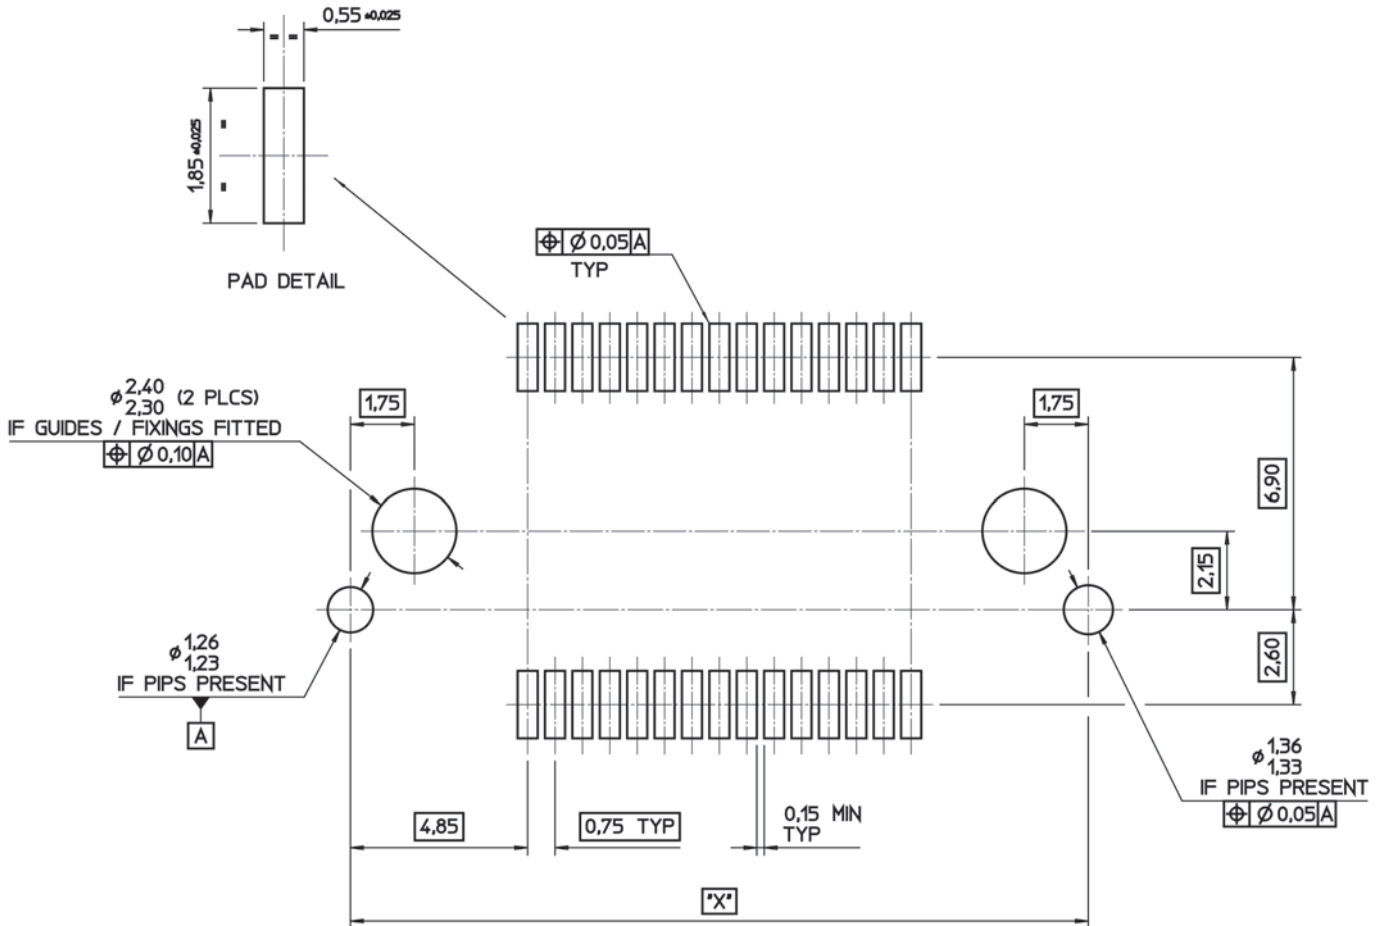 0,55 ±0,025
1,85 ±0,025
PAD DETAIL
⌖ Ø 0,05 A
TYP
Ø 2,40 (2 PLCS)
2,30
IF GUIDES / FIXINGS FITTED
⌖ Ø 0,10 A
1,75
1,75
6,90
2,15
2,60
Ø 1,26
1,23
IF PIPS PRESENT
A
Ø 1,36
1,33
IF PIPS PRESENT
⌖ Ø 0,05 A
4,85
0,75 TYP
0,15 MIN
TYP
"X"